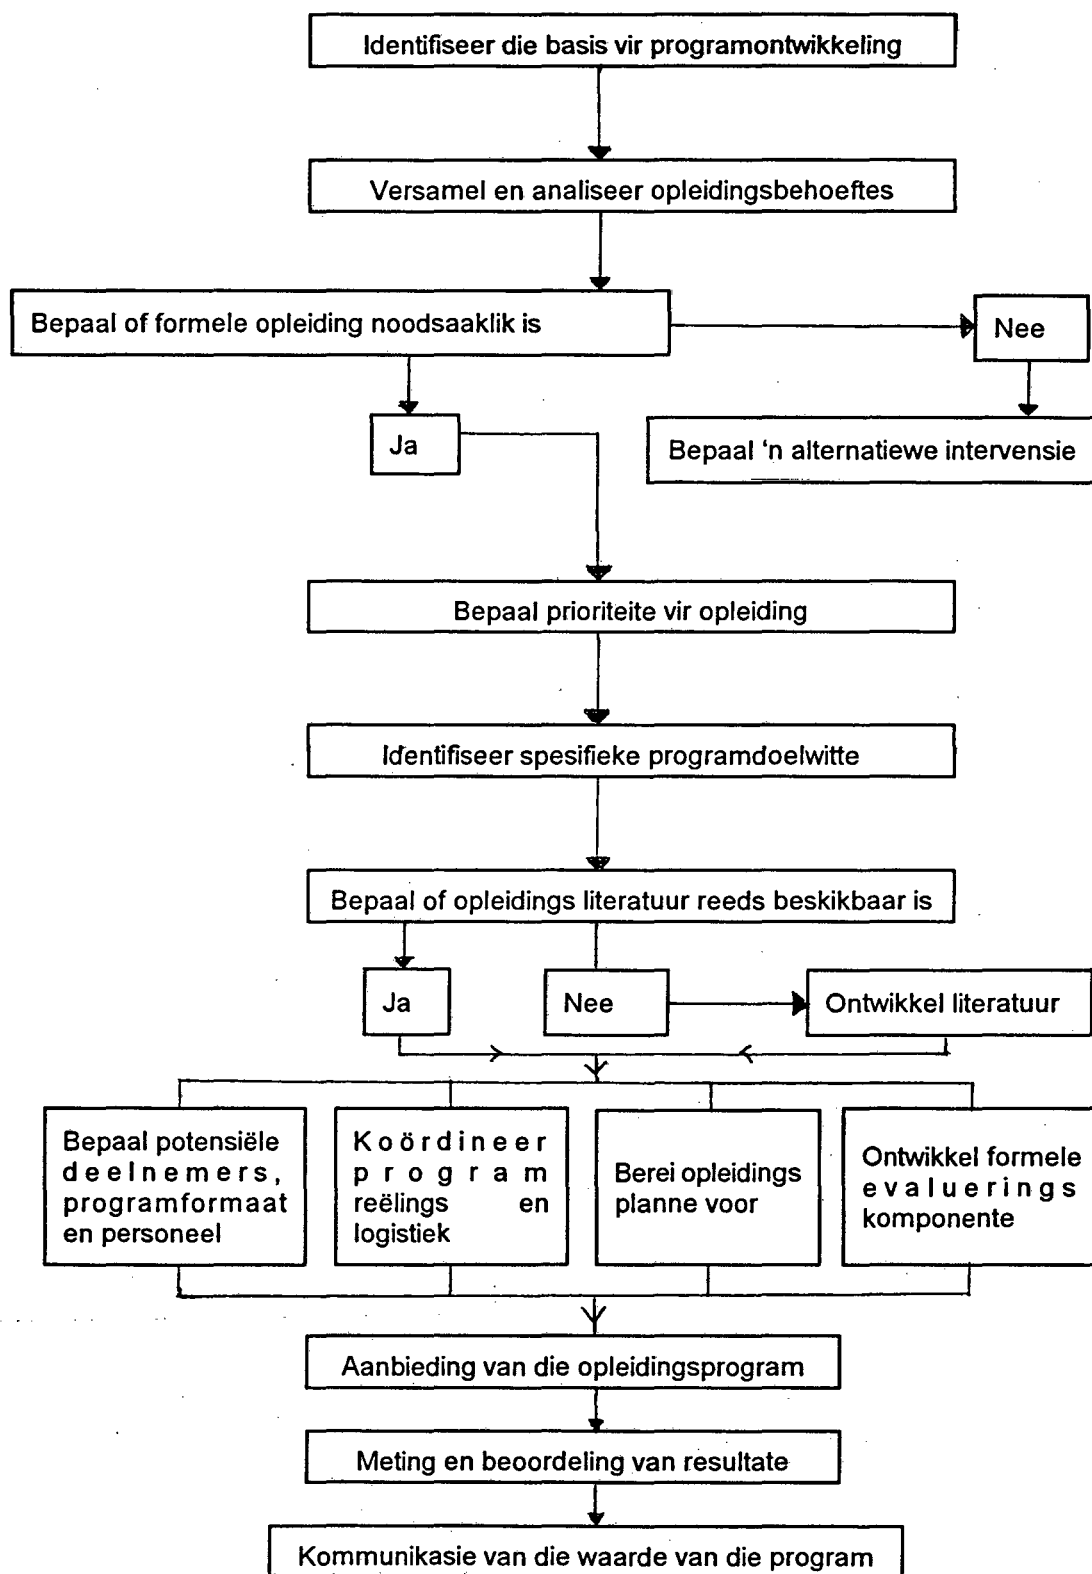 Identifiseer die basis vir programontwikkeling
Versamel en analiseer opleidingsbehoeftes
Bepaal of formele opleiding noodsaaklik is
Nee
Ja
Bepaal ‘n alternatiewe intervensie
Bepaal prioriteite vir opleiding
Identifiseer spesifieke programdoelwitte
Bepaal of opleidings literatuur reeds beskikbaar is
Ja
Nee
Ontwikkel literatuur
Bepaal potensiële
deelnemers,
programformaat
en personeel
Koördineer
program
reëlings en
logistiek
Berei opleidings
planne voor
Ontwikkel formele
evaluerings
komponente
Aanbieding van die opleidingsprogram
Meting en beoordeling van resultate
Kommunikasie van die waarde van die program